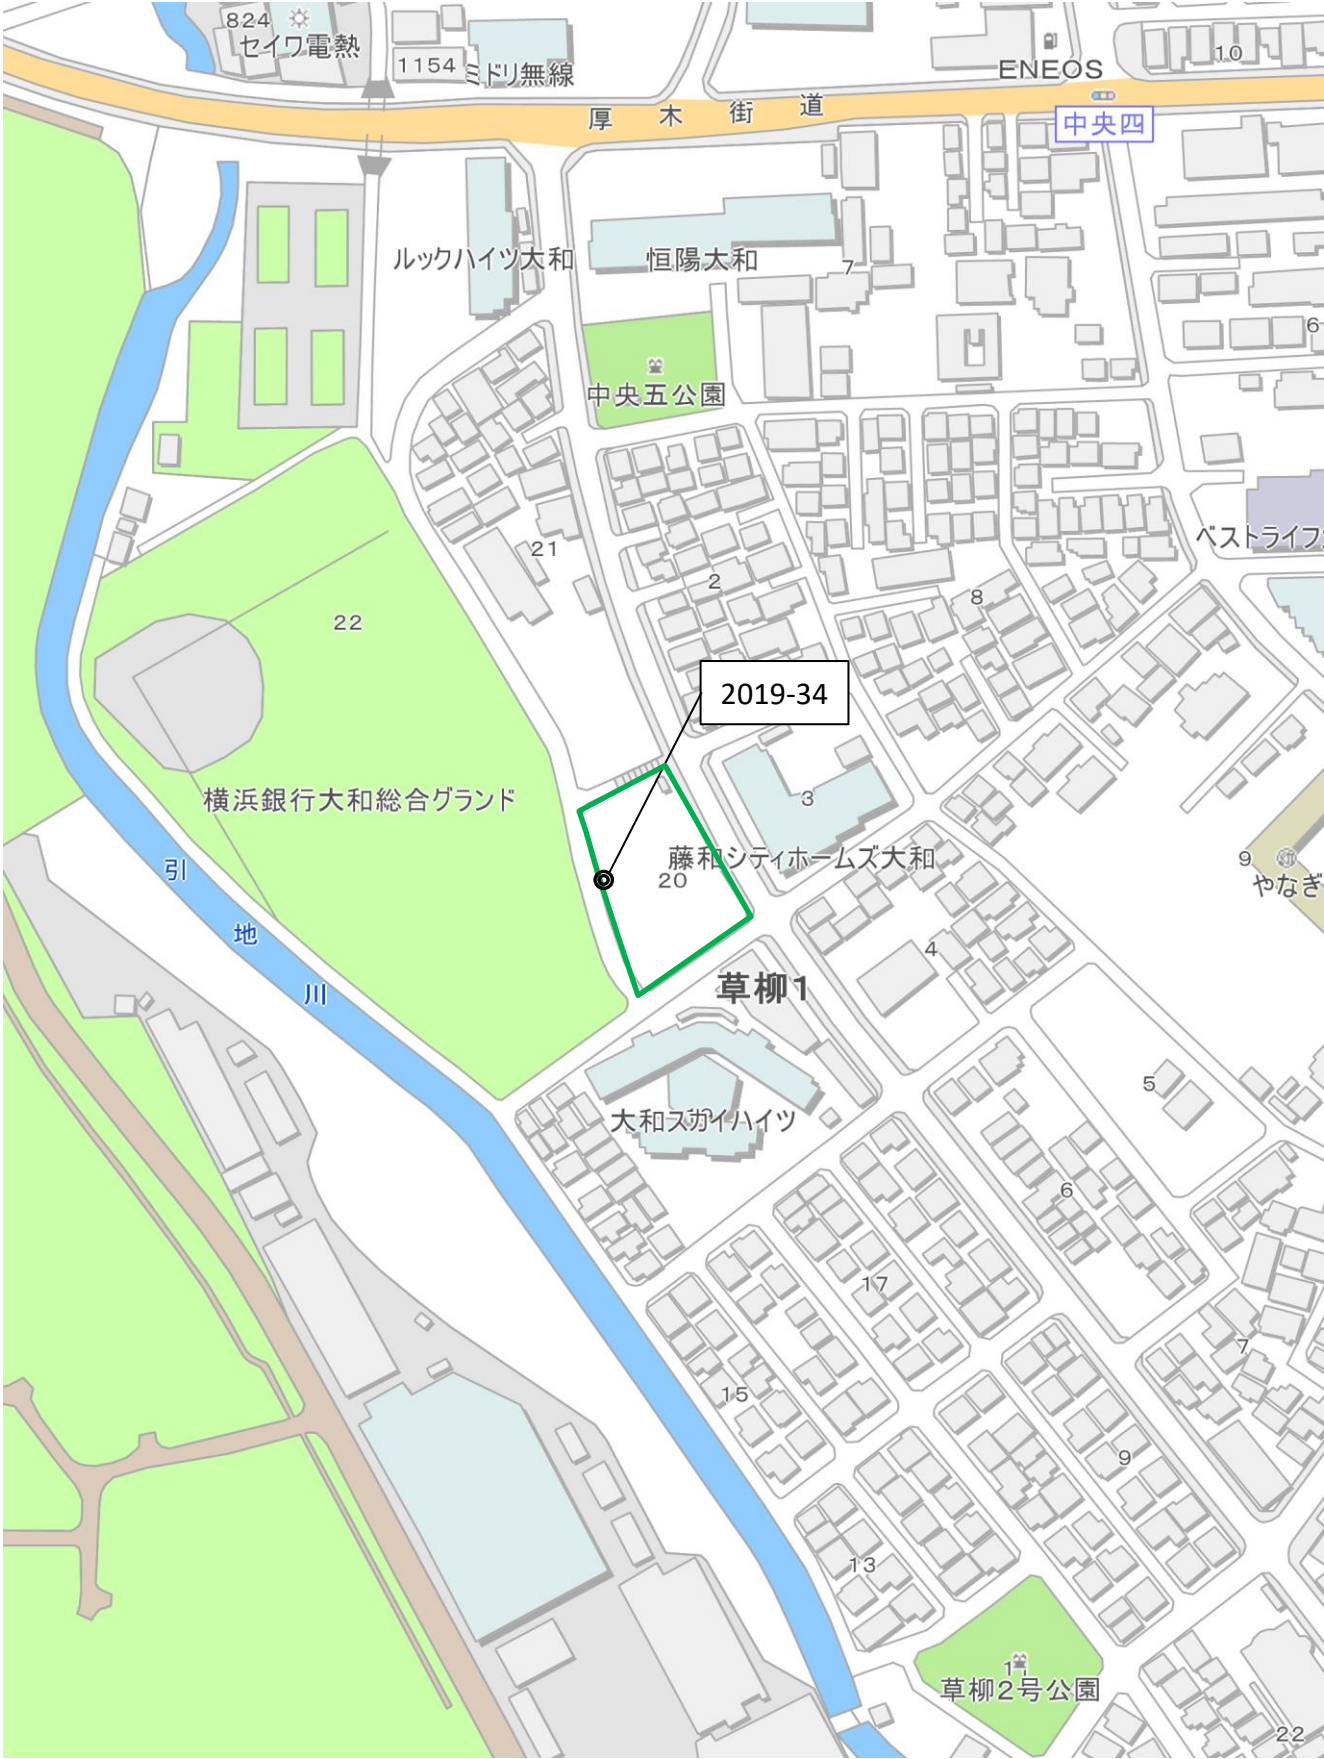 824
セイワ電熱
1154
ミドリ無線
ENEOS
10
厚木街道
中央四
ルックハイツ大和
恒陽大和
7
6
中央五公園
ベストライフ
21
2
8
22
2019-34
横浜銀行大和総合グランド
3
藤和シティホームズ大和
20
9
やなぎ
引地川
4
草柳1
5
大和スカイハイツ
6
17
7
15
9
13
草柳2号公園
22